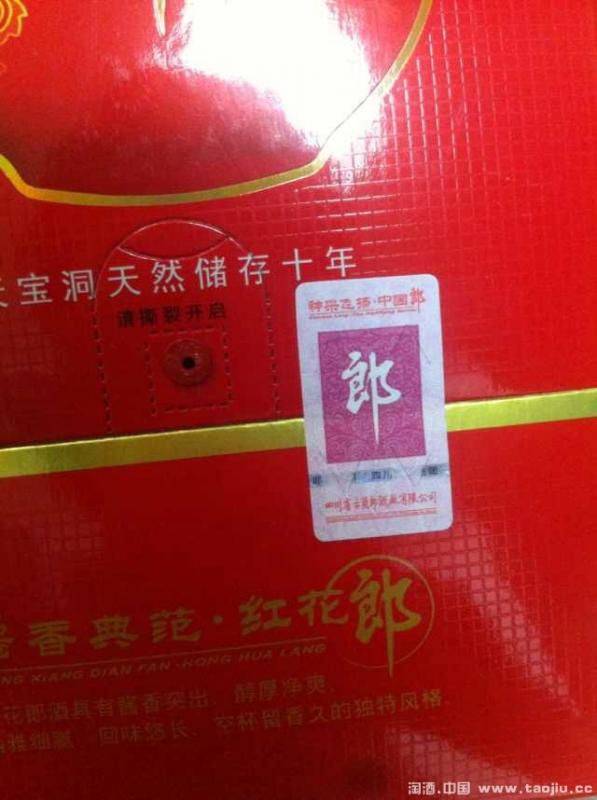 宝洞天然储存十年
请撕裂开启
神采飞扬·中国郎
郎
四川
四川省古蔺郎酒厂有限公司
香典范·红花郎
NG XIANG DIAN FAN · HONG HUA LANG
花郎酒具有酱香突出、醇厚净爽、
雅细腻、回味悠长、空杯留香久的独特风格。
淘酒.中国 www.taojiu.cc